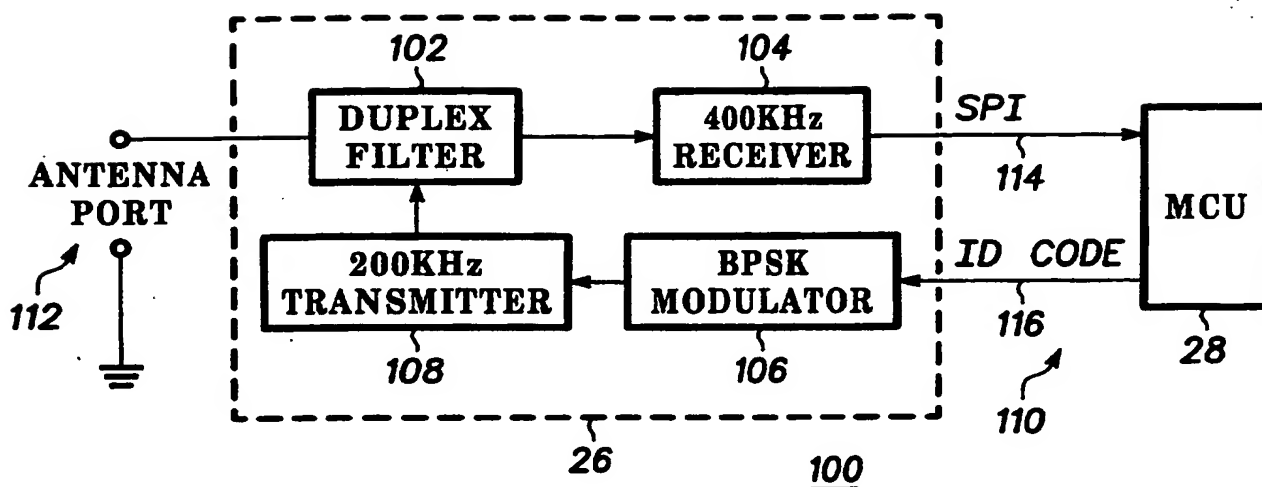 102
104
DUPLEX
FILTER
400KHz
RECEIVER
SPI
114
MCU
ANTENNA
PORT
112
200KHz
TRANSMITTER
BPSK
MODULATOR
ID CODE
116
108
106
28
110
26
100